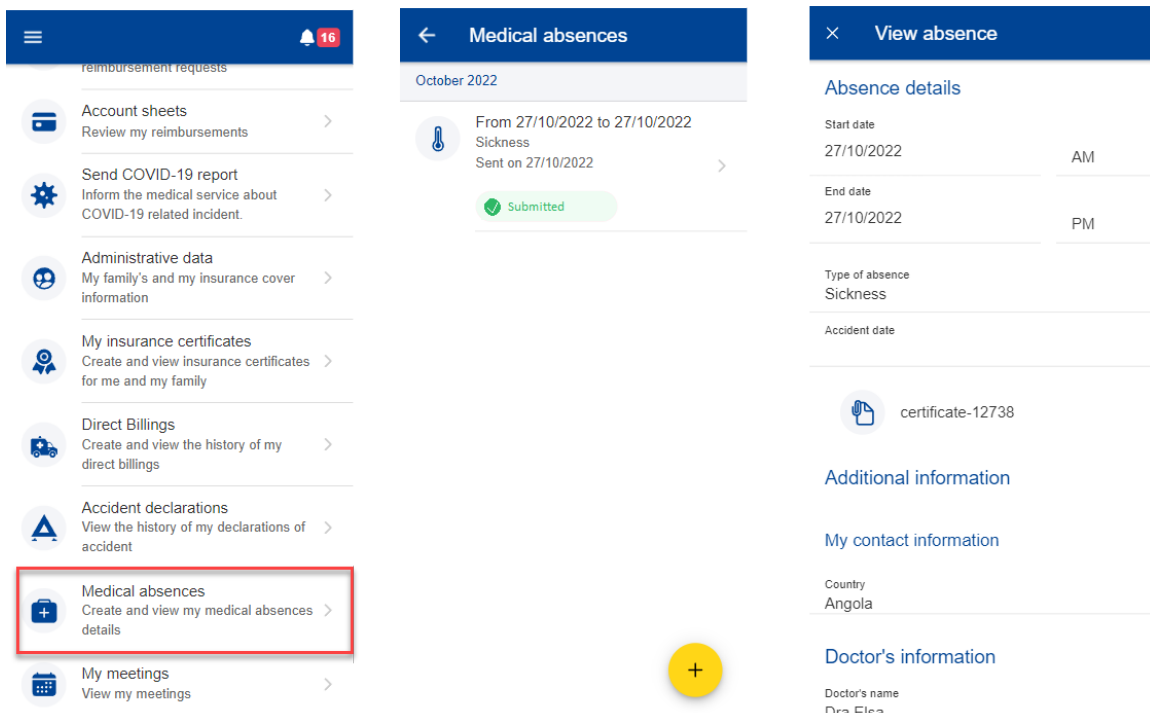 16
reimbursement requests
Account sheets
Review my reimbursements
Send COVID-19 report
Inform the medical service about
COVID-19 related incident.
Administrative data
My family's and my insurance cover
information
My insurance certificates
Create and view insurance certificates
for me and my family
Direct Billings
Create and view the history of my
direct billings
Accident declarations
View the history of my declarations of
accident
Medical absences
Create and view my medical absences
details
My meetings
View my meetings
Medical absences
October 2022
From 27/10/2022 to 27/10/2022
Sickness
Sent on 27/10/2022
Submitted
View absence
Absence details
Start date
27/10/2022 AM
End date
27/10/2022 PM
Type of absence
Sickness
Accident date
certificate-12738
Additional information
My contact information
Country
Angola
Doctor's information
Doctor's name
Dra Elsa